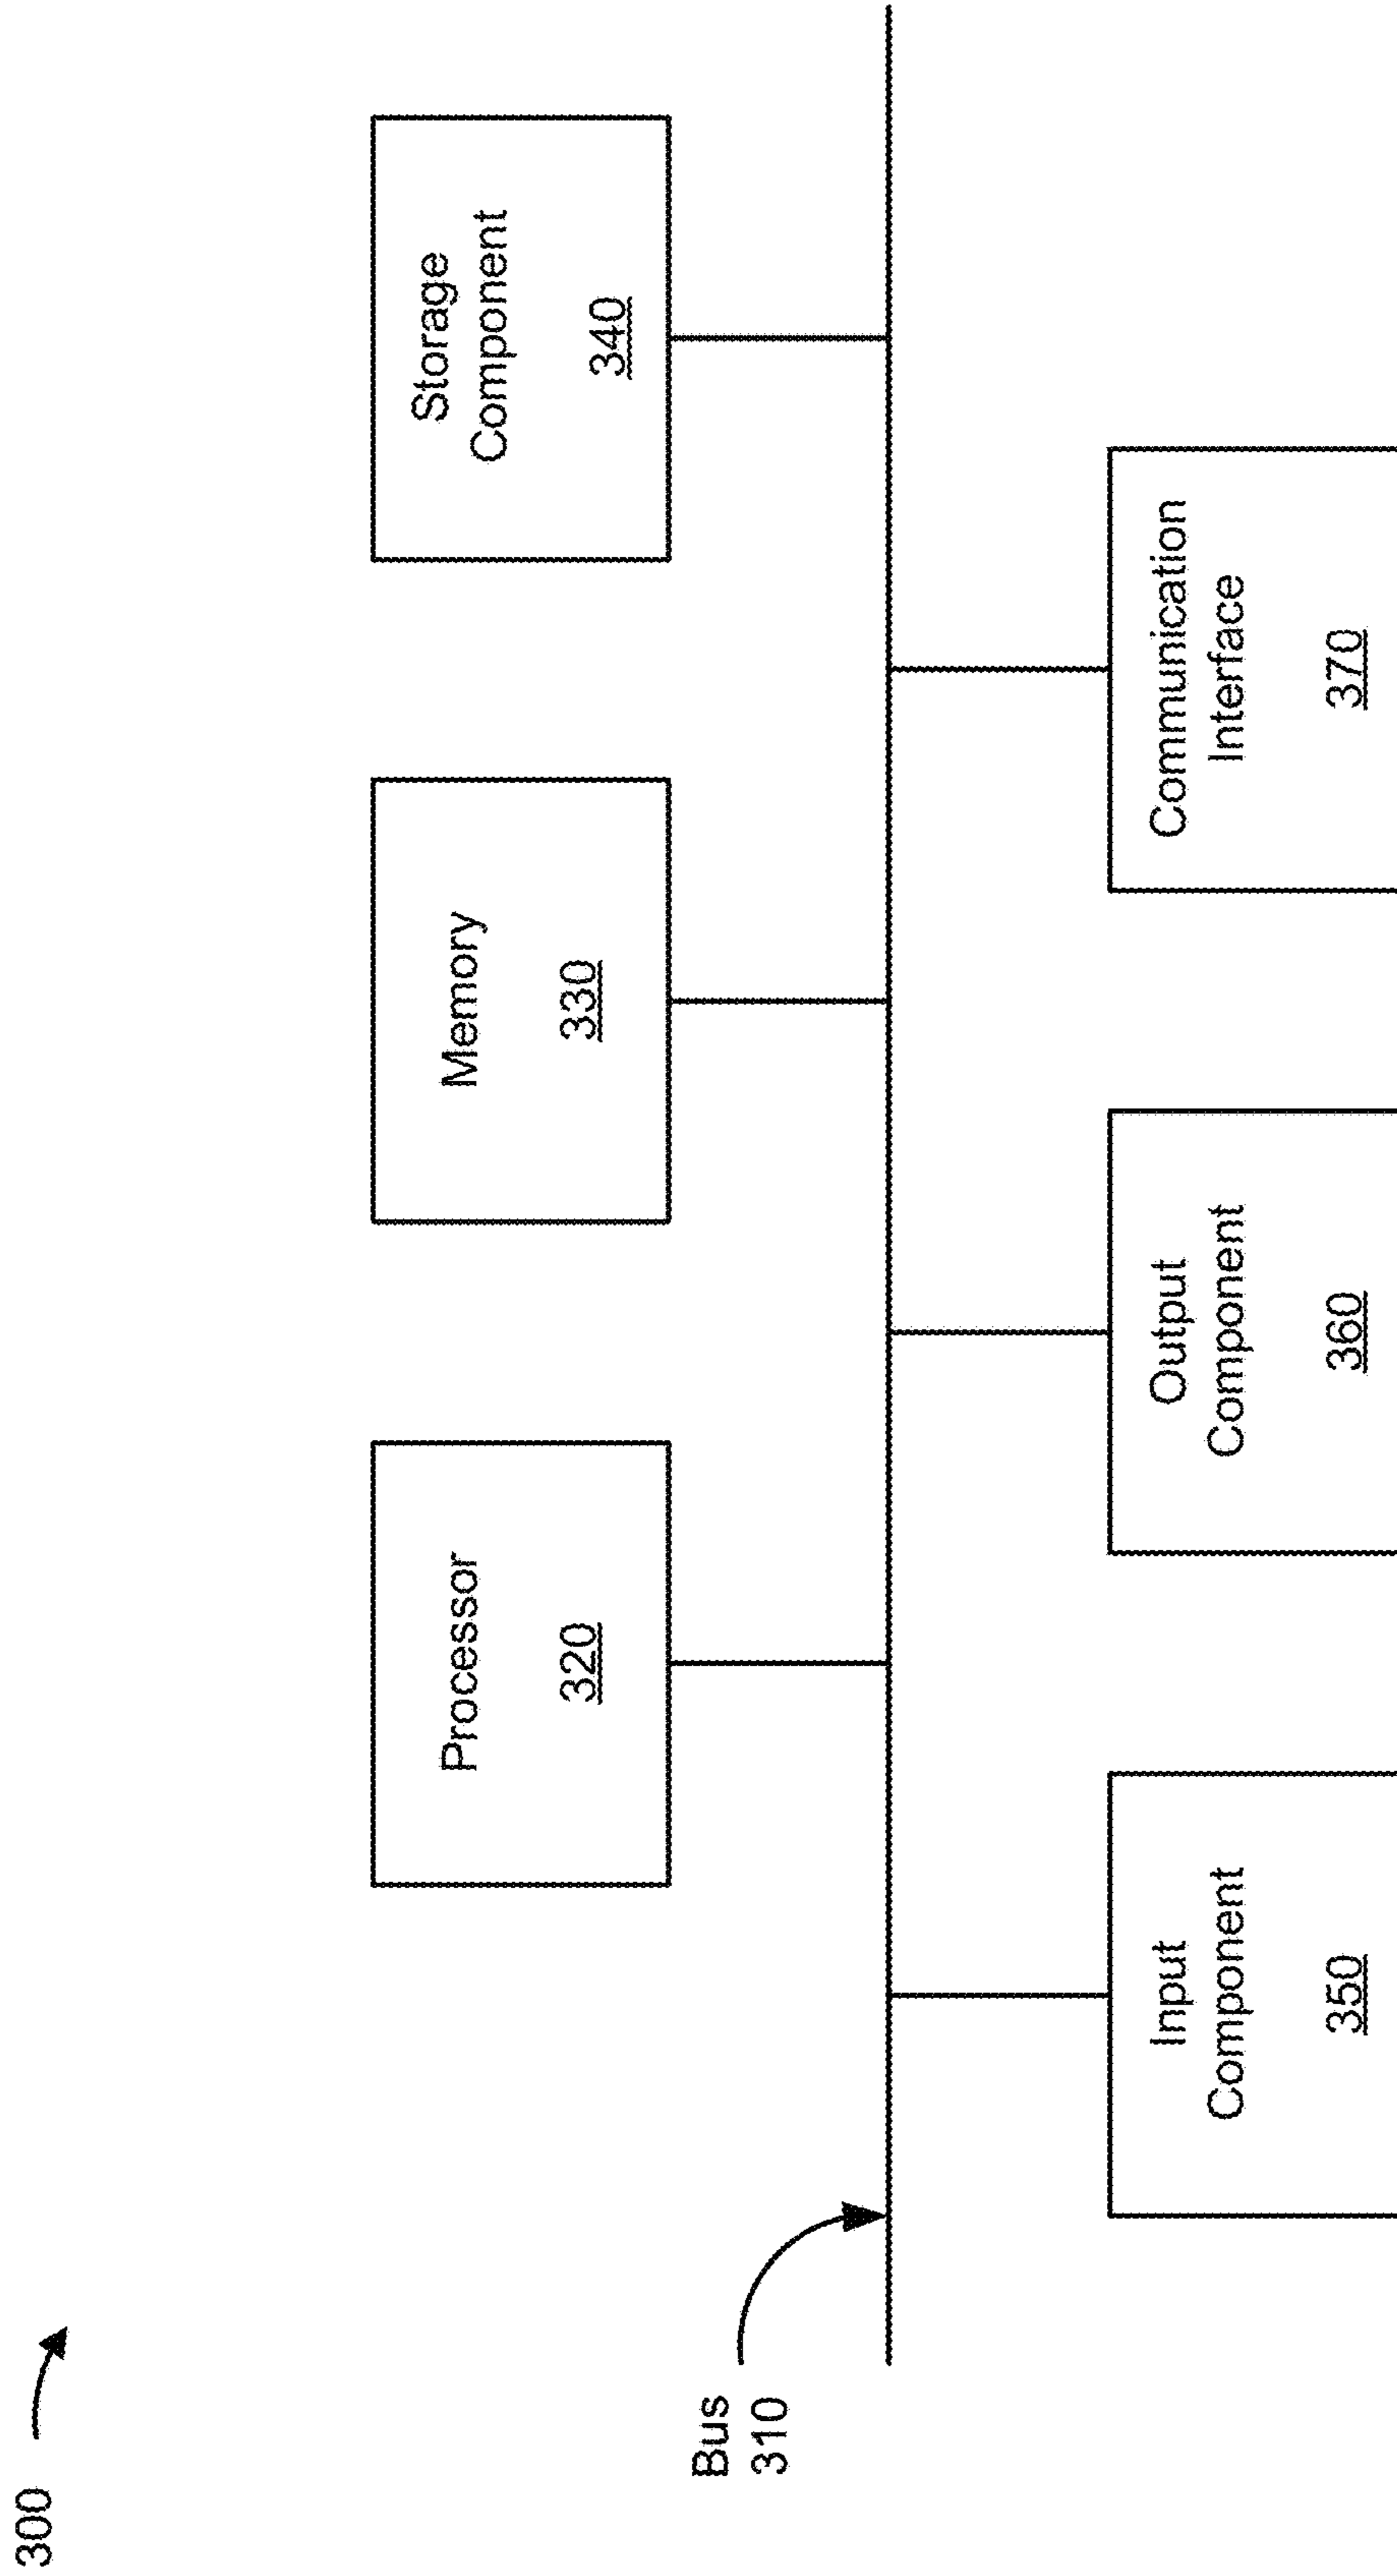 300
Bus
310
Processor
320
Memory
330
Storage
Component
340
Input
Component
350
Output
Component
360
Communication
Interface
370